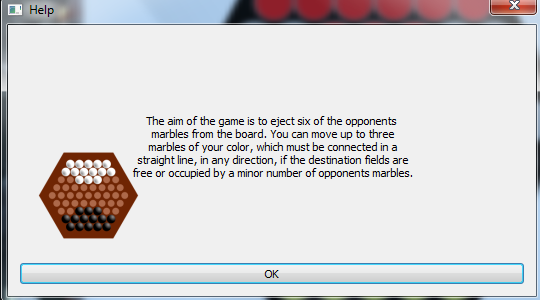 Help
The aim of the game is to eject six of the opponents
marbles from the board. You can move up to three
marbles of your color, which must be connected in a
straight line, in any direction, if the destination fields are
free or occupied by a minor number of opponents marbles.
OK